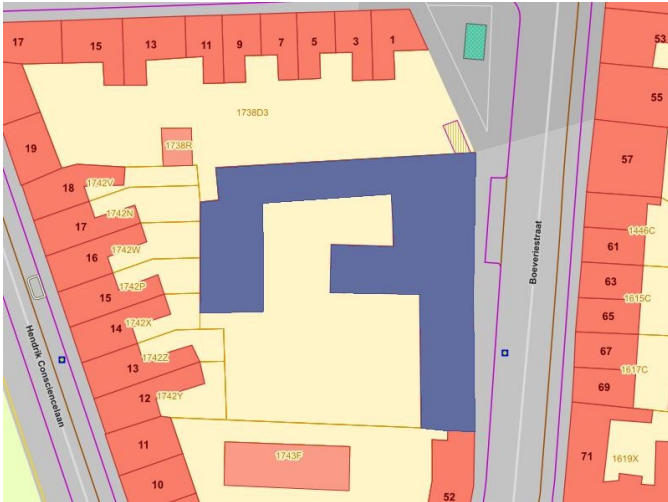 17
15
13
11
9
7
5
3
1
53
55
57
1738D3
1738R
19
18
1742V
17
1742N
16
1742W
15
1742P
14
1742X
13
1742Z
12
1742Y
11
10
1743F
52
Hendrik Consciencelaan
Boeveriestraat
1446C
61
63
1615C
65
67
1617C
69
71
1619X